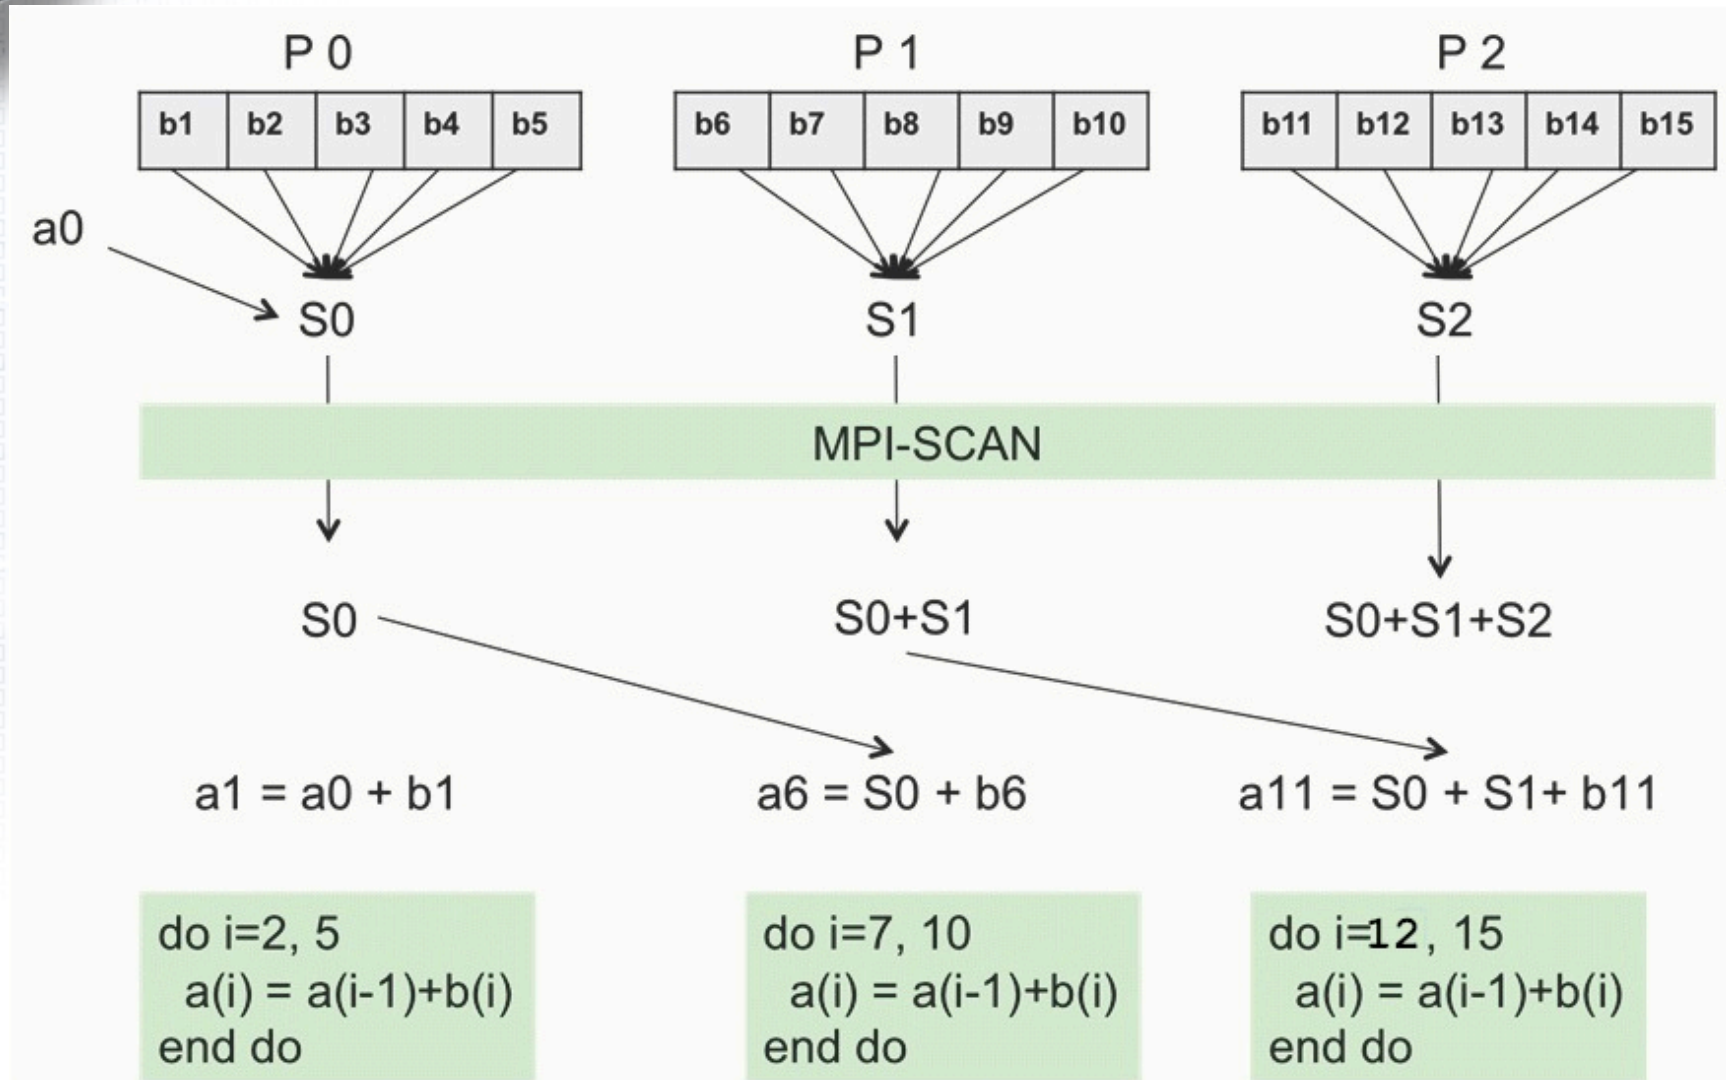 P 0 P 1 P 2
b1 b2 b3 b4 b5 b6 b7 b8 b9 b10 b11 b12 b13 b14 b15
a0
S0 S1 S2
MPI-SCAN
S0 S0+S1 S0+S1+S2
a1 = a0 + b1 a6 = S0 + b6 a11 = S0 + S1+ b11
do i=2, 5
a(i) = a(i-1)+b(i)
end do
do i=7, 10
a(i) = a(i-1)+b(i)
end do
do i=12, 15
a(i) = a(i-1)+b(i)
end do